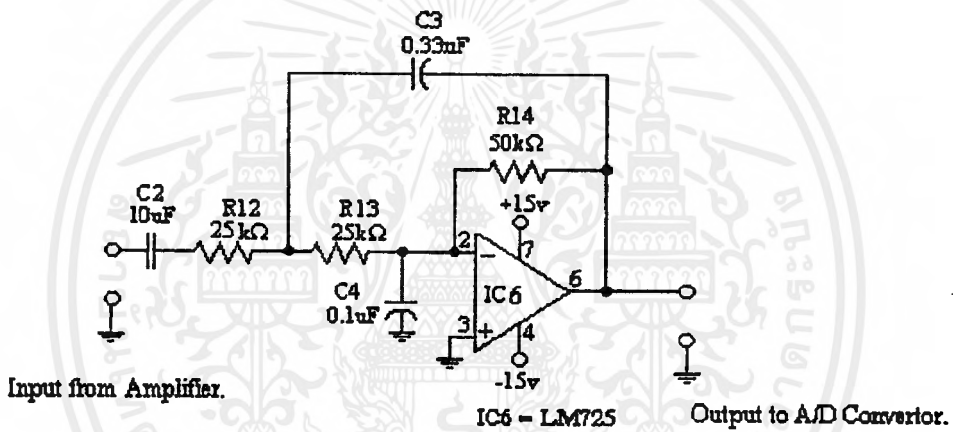 C3
0.33nF
R14
50kΩ
C2
10uF
R12
25kΩ
R13
25kΩ
+15v
2
-
7
IC6
6
C4
0.1uF
3
+
4
-15v
Input from Amplifier.
IC6 = LM725
Output to A/D Convertor.